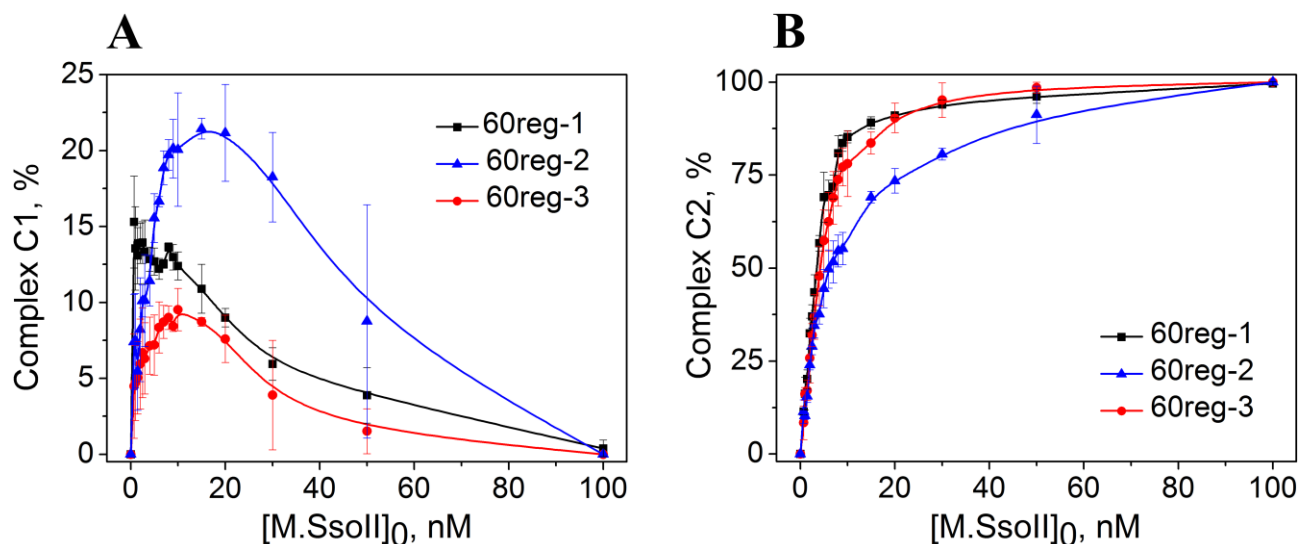 A
Complex C1, %
25
20
15
10
5
0
60reg-1
60reg-2
60reg-3
0 20 40 60 80 100
[M.SsoII]0, nM
B
Complex C2, %
100
75
50
25
0
60reg-1
60reg-2
60reg-3
0 20 40 60 80 100
[M.SsoII]0, nM